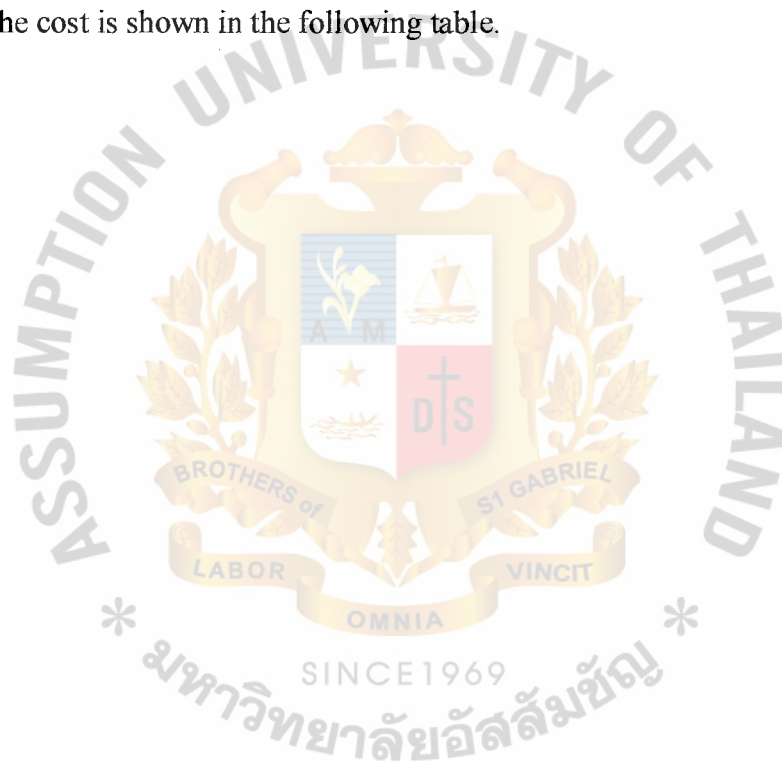 he cost is shown in the following table.
ASSUMPTION UNIVERSITY OF THAILAND
A M
D S
BROTHERS of S1 GABRIEL
LABOR VINCIT
OMNIA
* SINCE1969 *
มหาวิทยาลัยอัสสัมชัญ